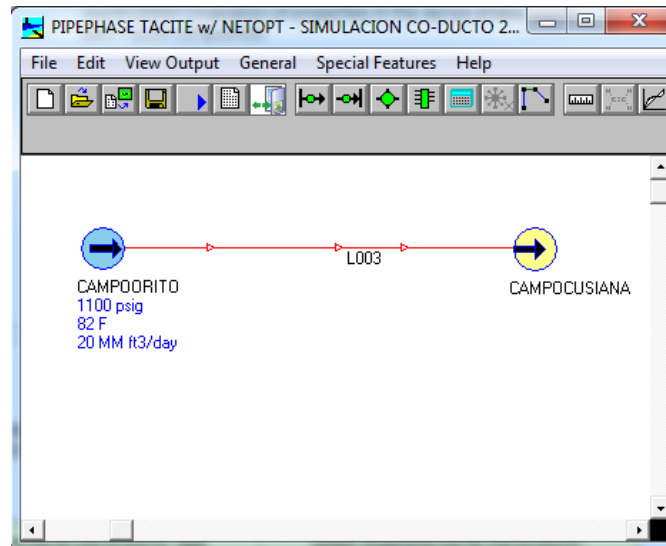 PIPEPHASE TACITE w/ NETOPT - SIMULACION CO-DUCTO 2...
File Edit View Output General Special Features Help
L003
CAMPOORITO
CAMPOCUSIANA
1100 psig
82 F
20 MM ft3/day